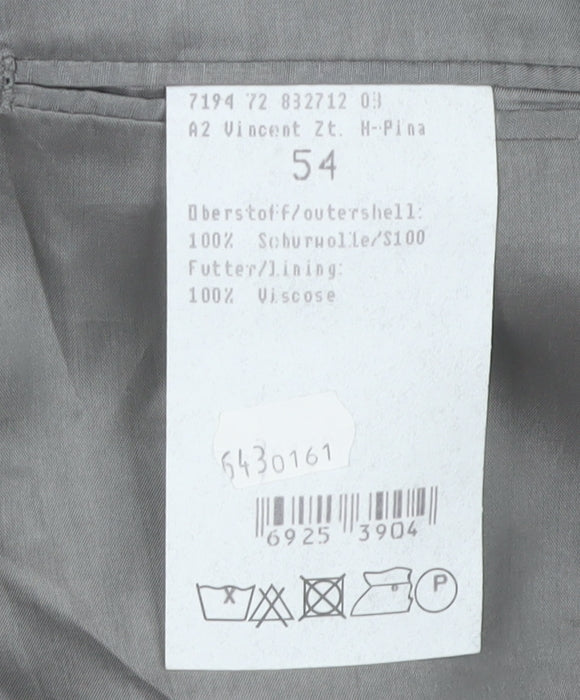 7194 72 832712 03
A2 Vincent Zt. H-Pina
54
Oberstoff/outershell:
100% Schurwolle/S100
Futter/lining:
100% Viscose
6430161
6925 3904
P